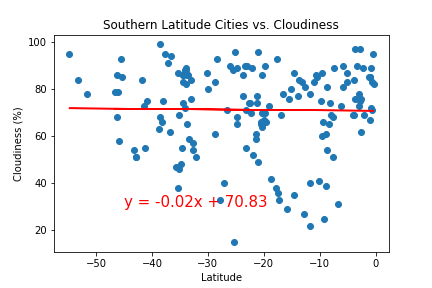 Southern Latitude Cities vs. Cloudiness
100
80
60
40
20
Cloudiness (%)
y = -0.02x + 70.83
−50 −40 −30 −20 −10 0
Latitude